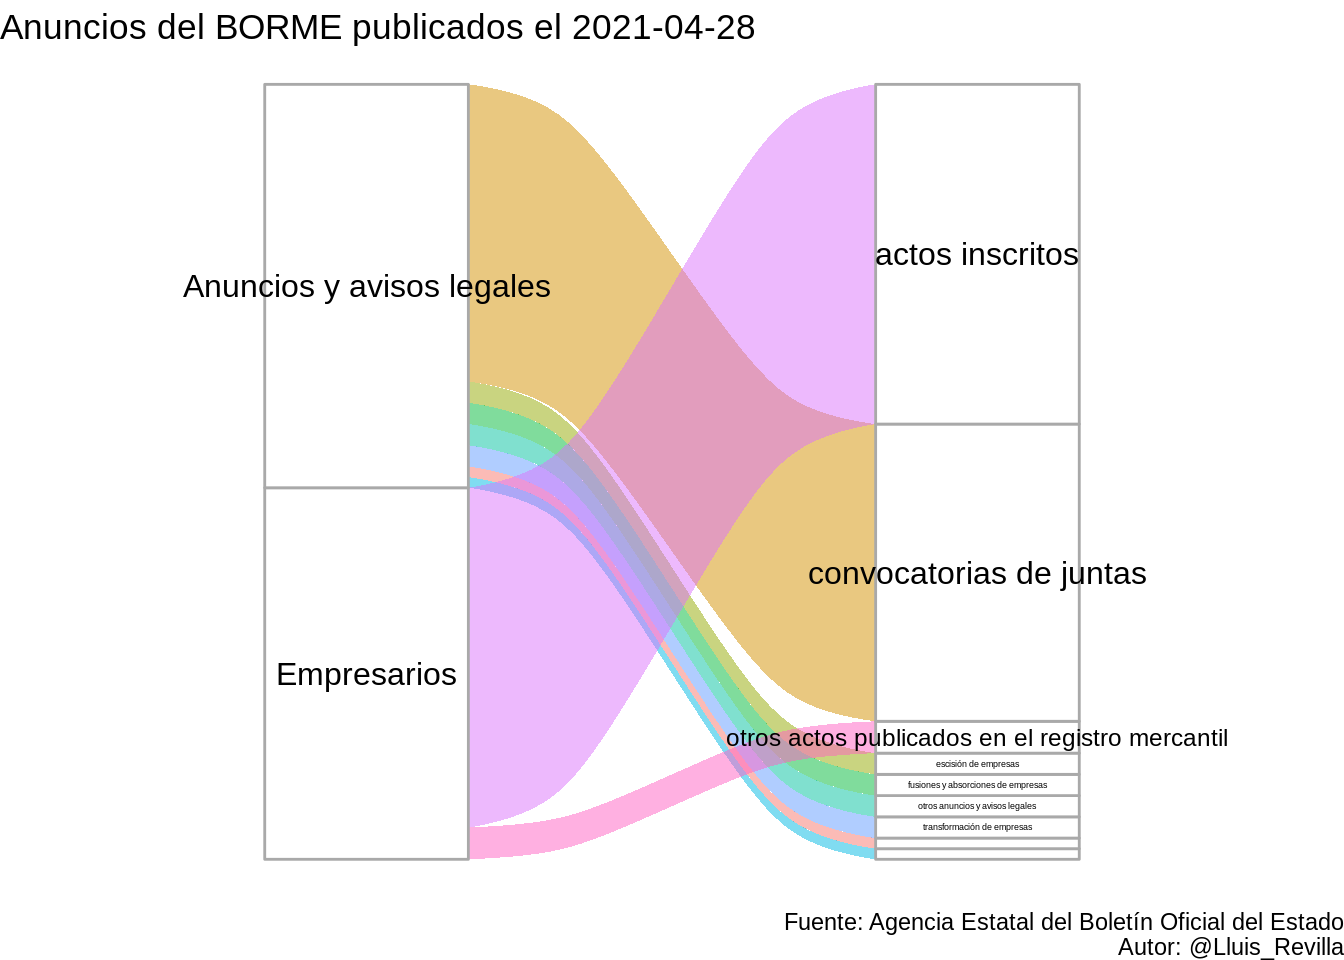 Anuncios del BORME publicados el 2021-04-28
Anuncios y avisos legales
Empresarios
actos inscritos
convocatorias de juntas
otros actos publicados en el registro mercantil
escisión de empresas
fusiones y absorciones de empresas
otros anuncios y avisos legales
transformación de empresas
Fuente: Agencia Estatal del Boletín Oficial del Estado
Autor: @Lluis_Revilla